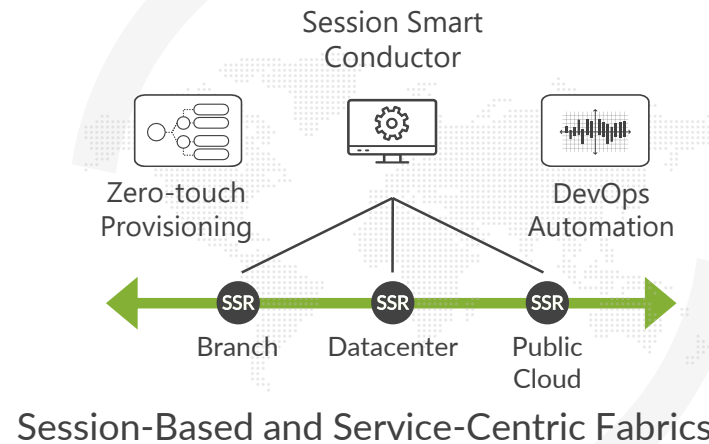 Session Smart
Conductor
Zero-touch
Provisioning
DevOps
Automation
SSR
SSR
SSR
Branch
Datacenter
Public
Cloud
Session-Based and Service-Centric Fabrics